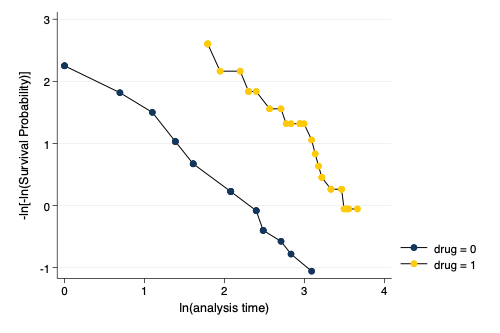 3
2
1
0
-1
-ln[-ln(Survival Probability)]
0
1
2
3
4
ln(analysis time)
drug = 0
drug = 1